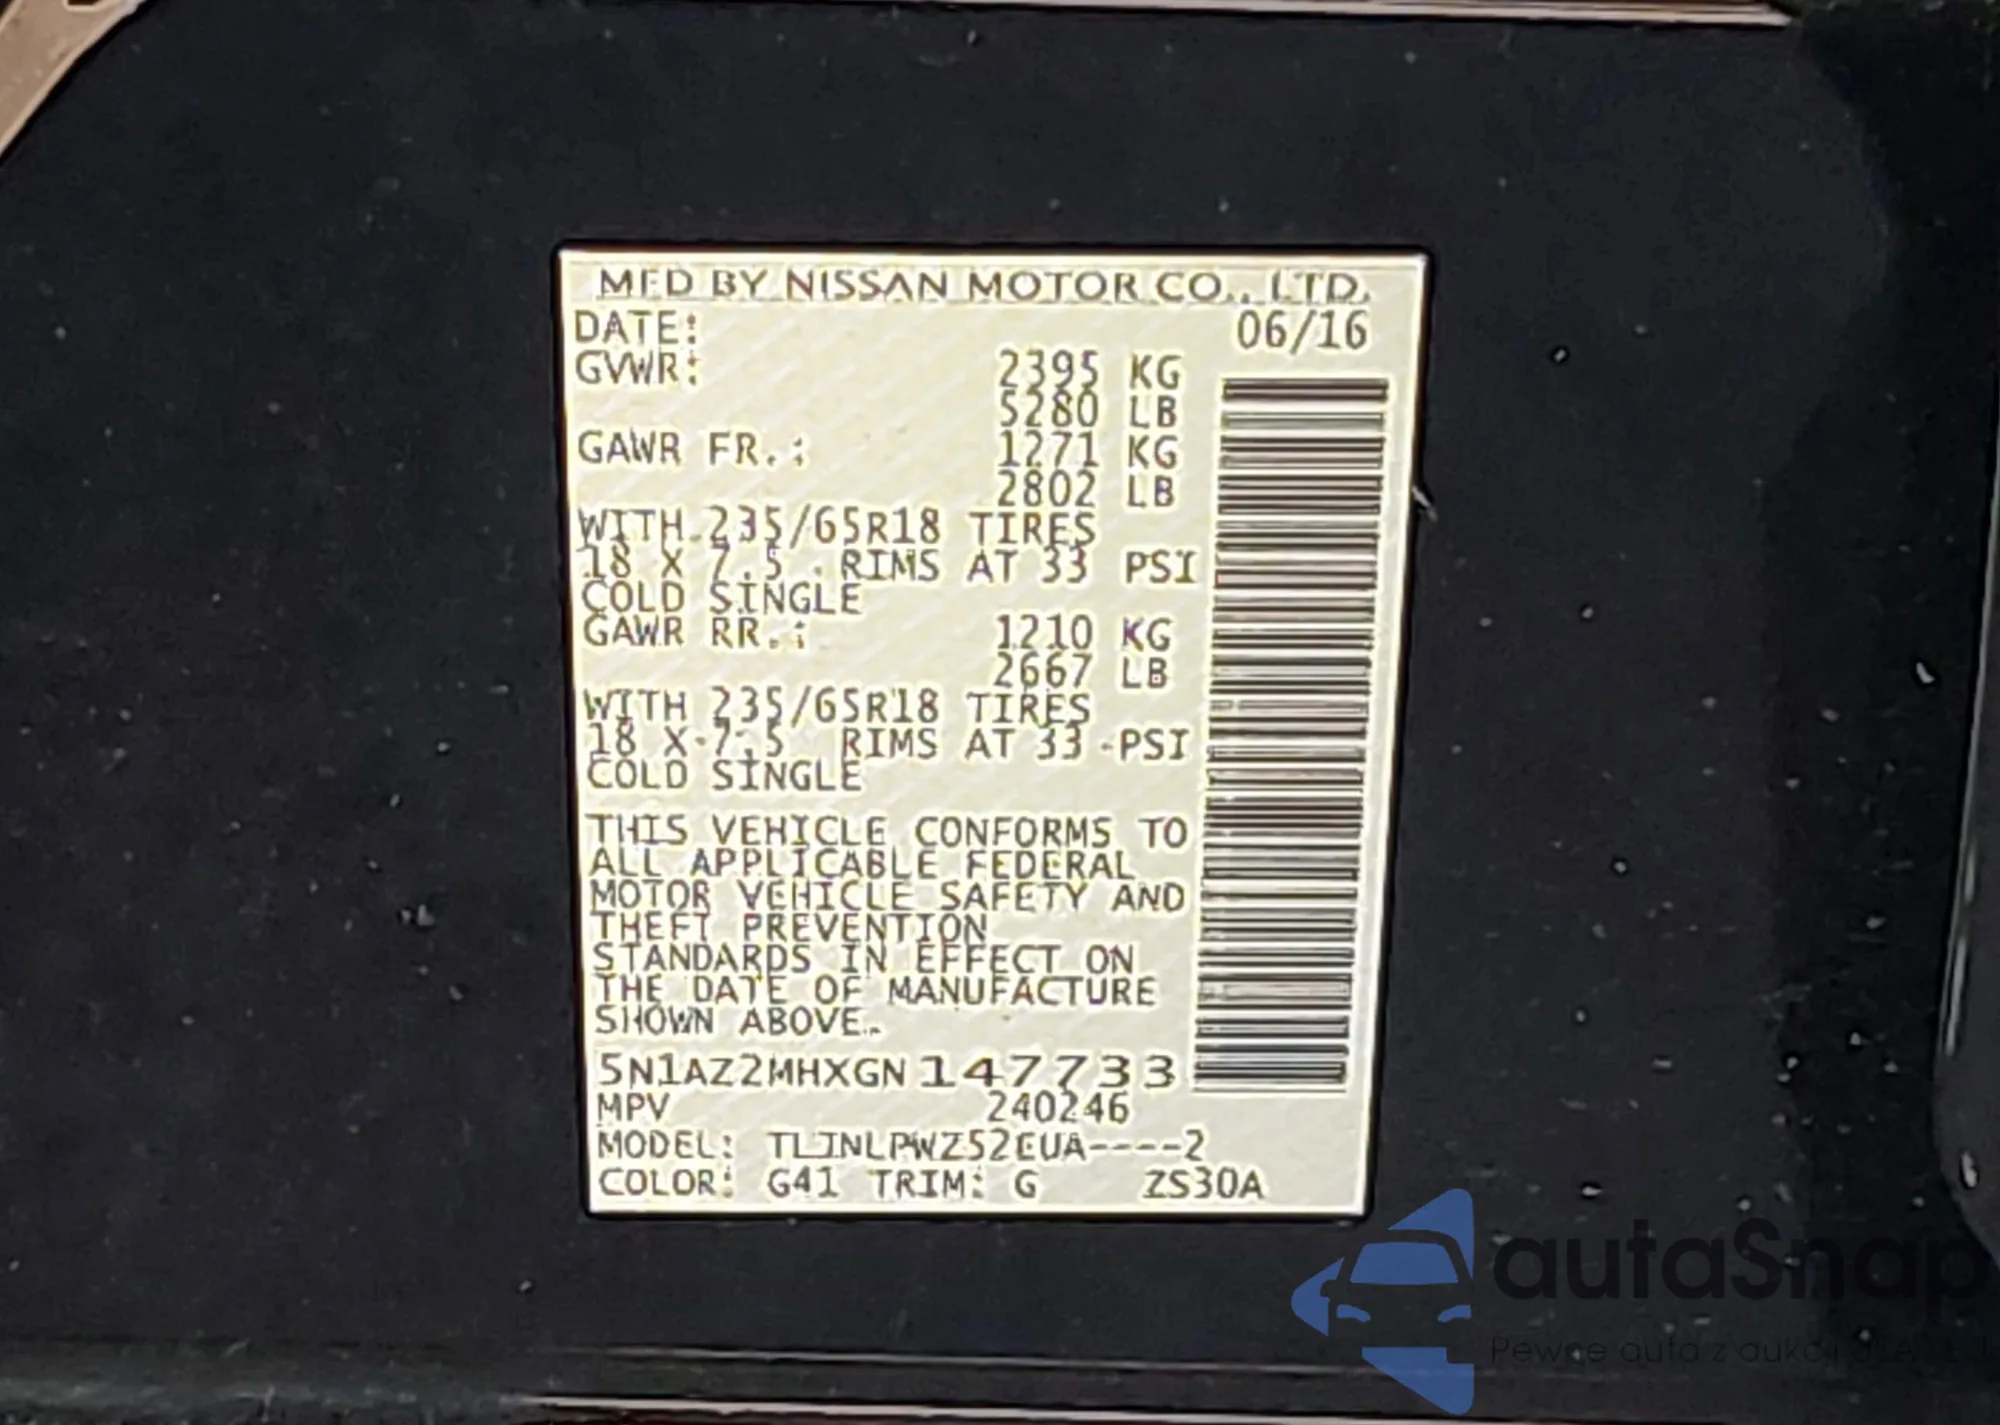 MFD BY NISSAN MOTOR CO., LTD.
DATE: 06/16
GVWR: 2395 KG
5280 LB
GAWR FR.: 1271 KG
2802 LB
WITH 235/65R18 TIRES
18 X 7.5 RIMS AT 33 PSI
COLD SINGLE
GAWR RR.: 1210 KG
2667 LB
WITH 235/65R18 TIRES
18 X 7.5 RIMS AT 33 PSI
COLD SINGLE
THIS VEHICLE CONFORMS TO
ALL APPLICABLE FEDERAL
MOTOR VEHICLE SAFETY AND
THEFT PREVENTION
STANDARDS IN EFFECT ON
THE DATE OF MANUFACTURE
SHOWN ABOVE.
5N1AZ2MHXGN147733
MPV 240246
MODEL: TLJNLPWZ52EUA----2
COLOR: G41 TRIM: G ZS30A
autaSnap
Pewne auta z aukcji